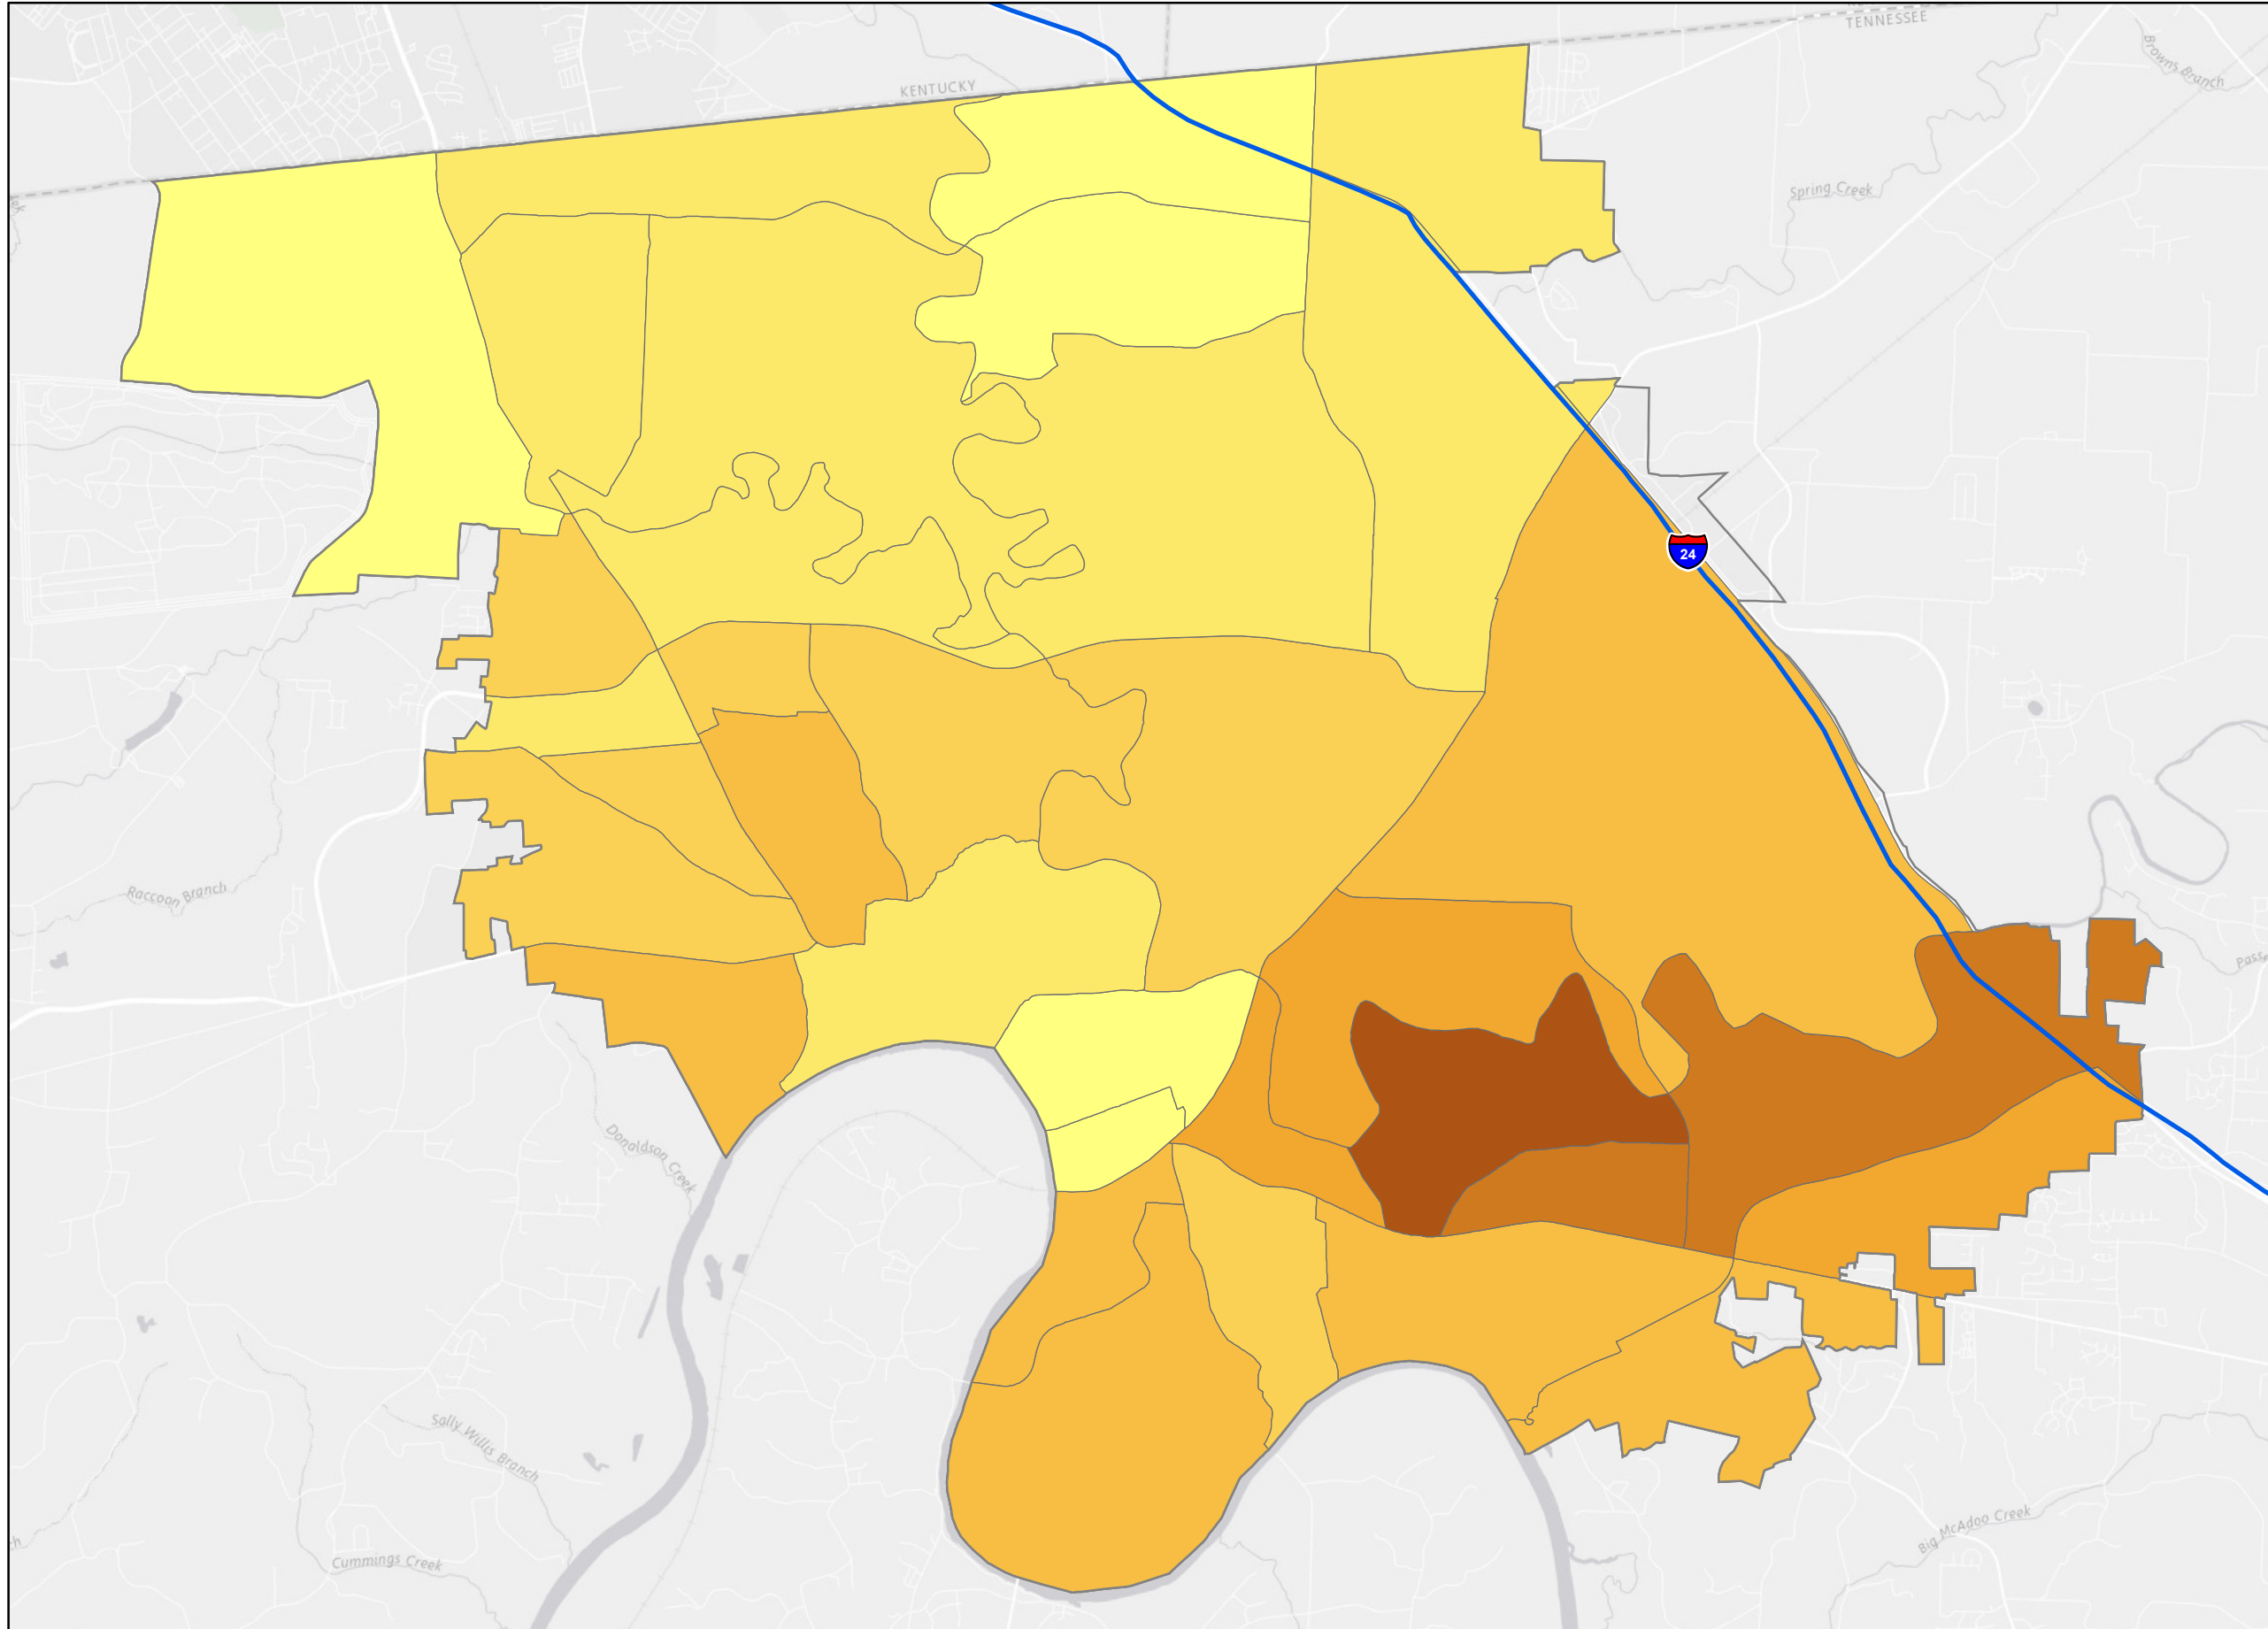 TENNESSEE
Browns Branch
KENTUCKY
Spring Creek
24
Raccoon Branch
Donaldson Creek
Sally Willis Branch
Cummings Creek
Big McAdoo Creek